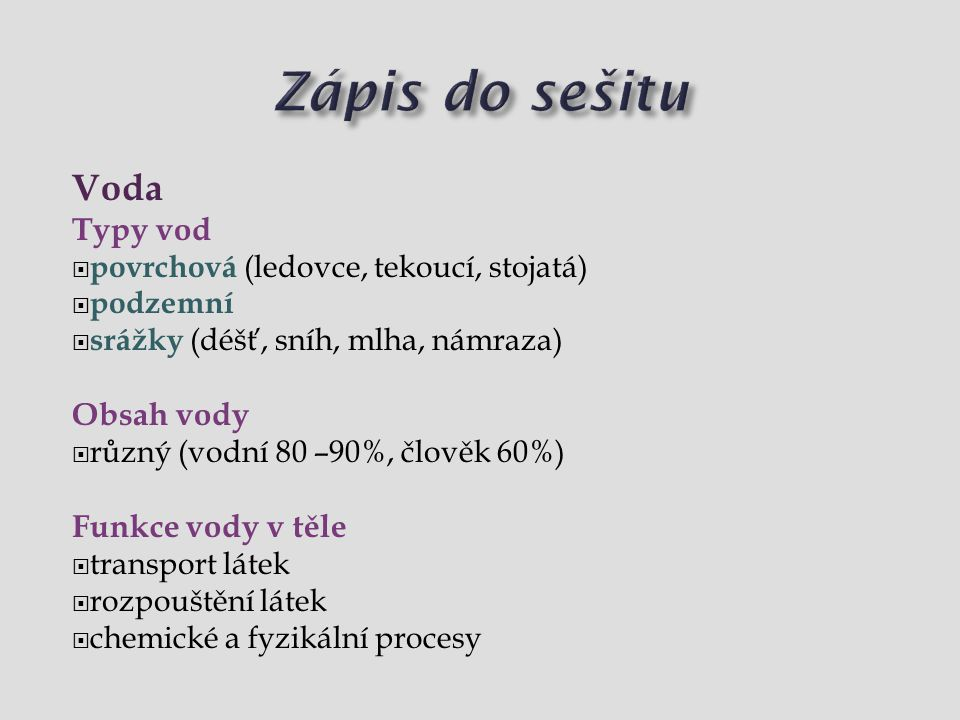 Zápis do sešitu
Voda
Typy vod
povrchová (ledovce, tekoucí, stojatá)
podzemní
srážky (déšť, sníh, mlha, námraza)
Obsah vody
různý (vodní 80 –90%, člověk 60%)
Funkce vody v těle
transport látek
rozpouštění látek
chemické a fyzikální procesy